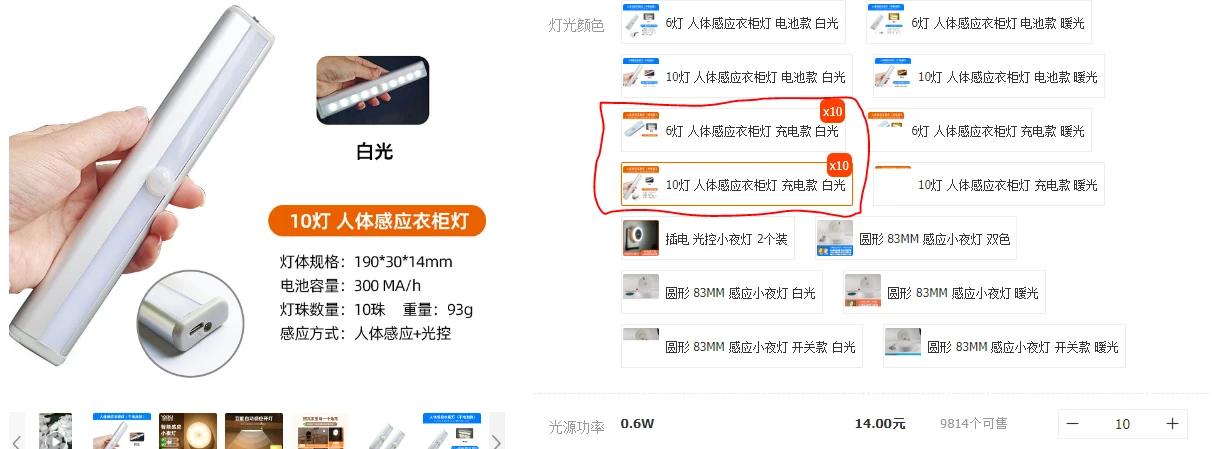 白光
10灯 人体感应衣柜灯
灯体规格：190*30*14mm
电池容量：300 MA/h
灯珠数量：10珠 重量：93g
感应方式：人体感应+光控
灯光颜色
6灯 人体感应衣柜灯 电池款 白光
6灯 人体感应衣柜灯 电池款 暖光
10灯 人体感应衣柜灯 电池款 白光
10灯 人体感应衣柜灯 电池款 暖光
x10
6灯 人体感应衣柜灯 充电款 白光
6灯 人体感应衣柜灯 充电款 暖光
x10
10灯 人体感应衣柜灯 充电款 白光
10灯 人体感应衣柜灯 充电款 暖光
插电 光控小夜灯 2个装
圆形 83MM 感应小夜灯 双色
圆形 83MM 感应小夜灯 白光
圆形 83MM 感应小夜灯 暖光
圆形 83MM 感应小夜灯 开关款 白光
圆形 83MM 感应小夜灯 开关款 暖光
光源功率
0.6W
14.00元
9814个可售
10